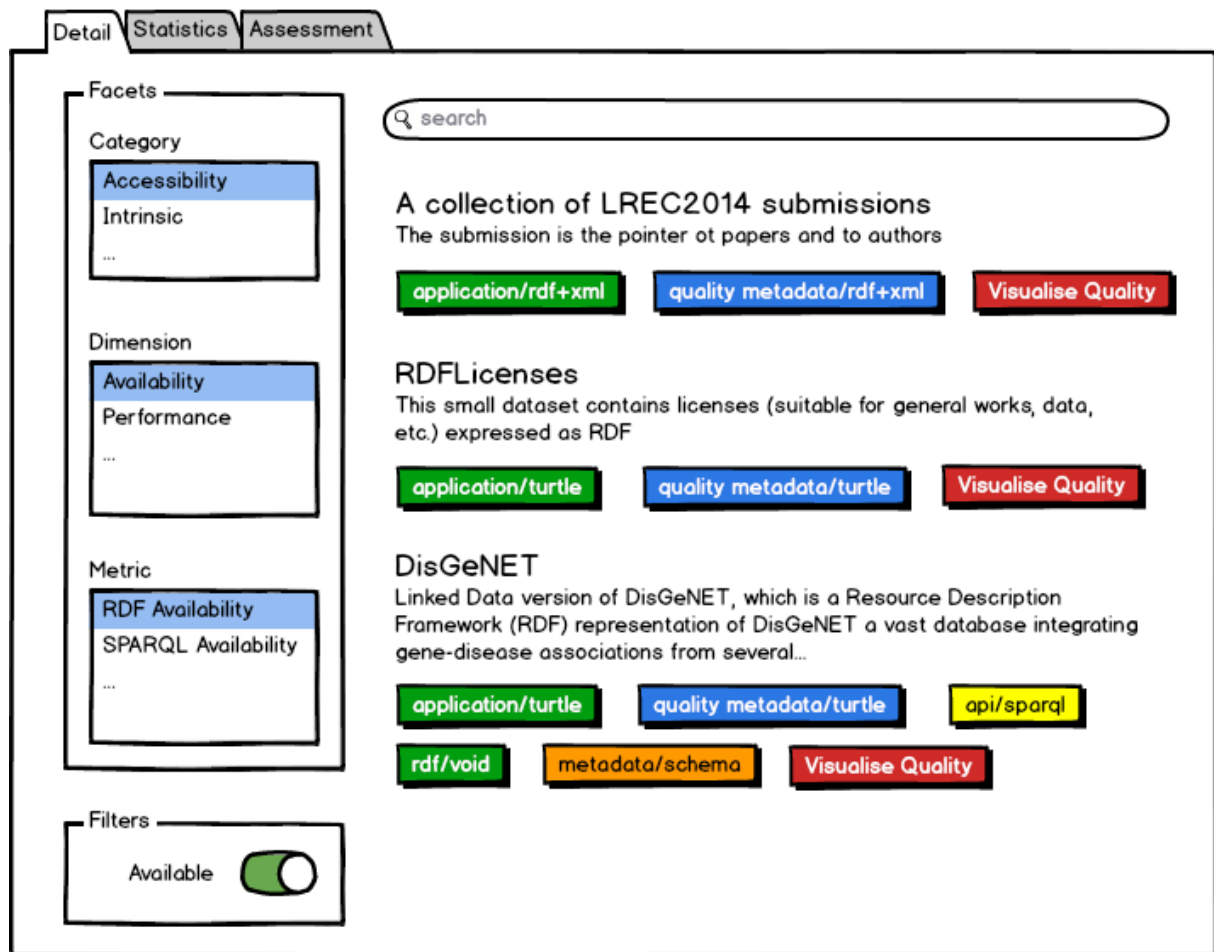 Detail
Statistics
Assessment
Facets
Category
Accessibility
Intrinsic
...
Dimension
Availability
Performance
...
Metric
RDF Availability
SPARQL Availability
...
Filters
Available
search
A collection of LREC2014 submissions
The submission is the pointer ot papers and to authors
application/rdf+xml
quality metadata/rdf+xml
Visualise Quality
RDFLicenses
This small dataset contains licenses (suitable for general works, data,
etc.) expressed as RDF
application/turtle
quality metadata/turtle
Visualise Quality
DisGeNET
Linked Data version of DisGeNET, which is a Resource Description
Framework (RDF) representation of DisGeNET a vast database integrating
gene-disease associations from several...
application/turtle
quality metadata/turtle
api/sparql
rdf/void
metadata/schema
Visualise Quality